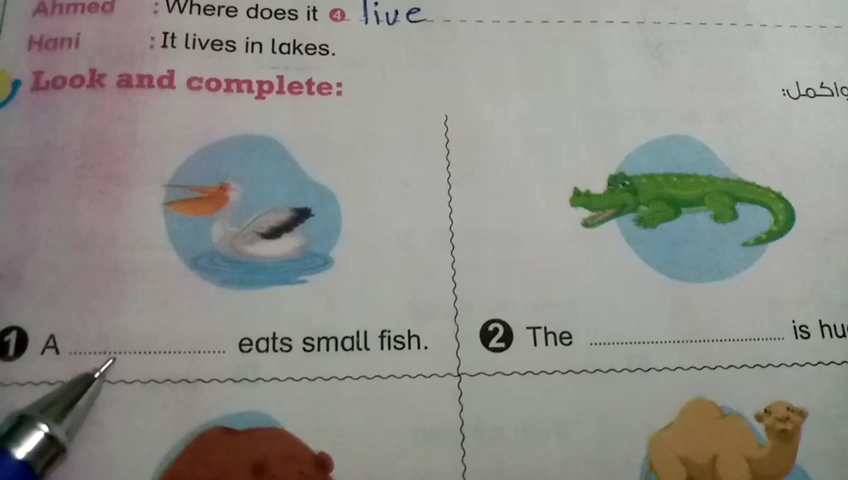 Ahmed : Where does it 4 live
Hani : It lives in lakes.
Look and complete:
واكمل:
1 A ........................ eats small fish.
2 The ........................ is hu